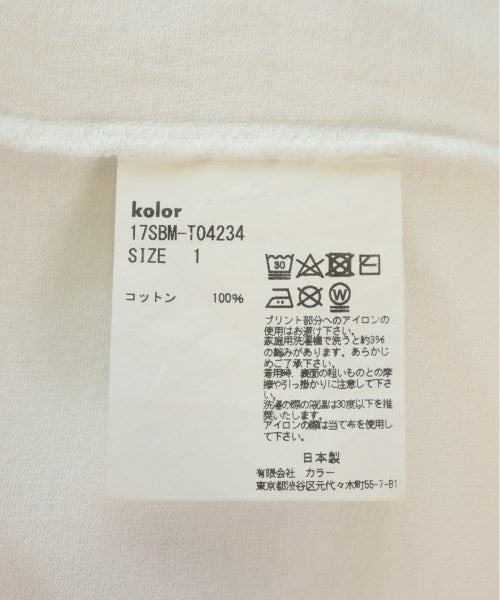 kolor
17SBM-T04234
SIZE 1
コットン 100%
30
W
プリント部分へのアイロンの
使用はお避け下さい。
家庭用洗濯機で洗うと約3%
の縮みがあります。あらかじ
めご了承下さい。
着用時、表面の粗いものとの摩
擦や引っ掛かりに注意して下さ
い。
洗濯の際の液温は30度以下を推
奨いたします。
アイロンの際は当て布を使用し
て下さい。
日本製
有限会社 カラー
東京都渋谷区元代々木町55-7-B1